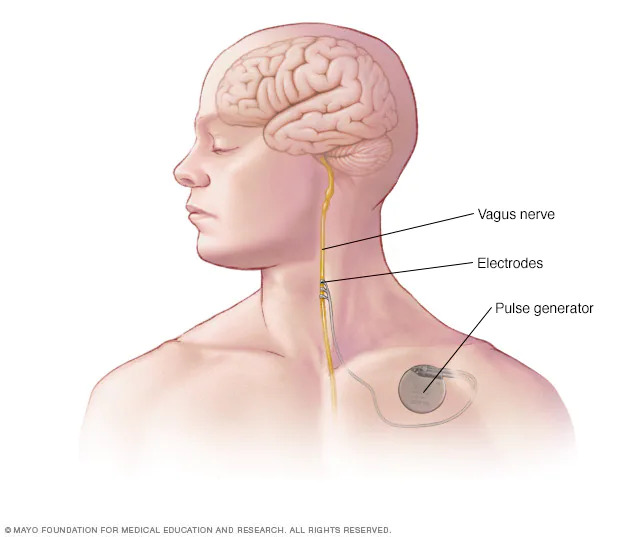 Vagus nerve
Electrodes
Pulse generator
© MAYO FOUNDATION FOR MEDICAL EDUCATION AND RESEARCH. ALL RIGHTS RESERVED.